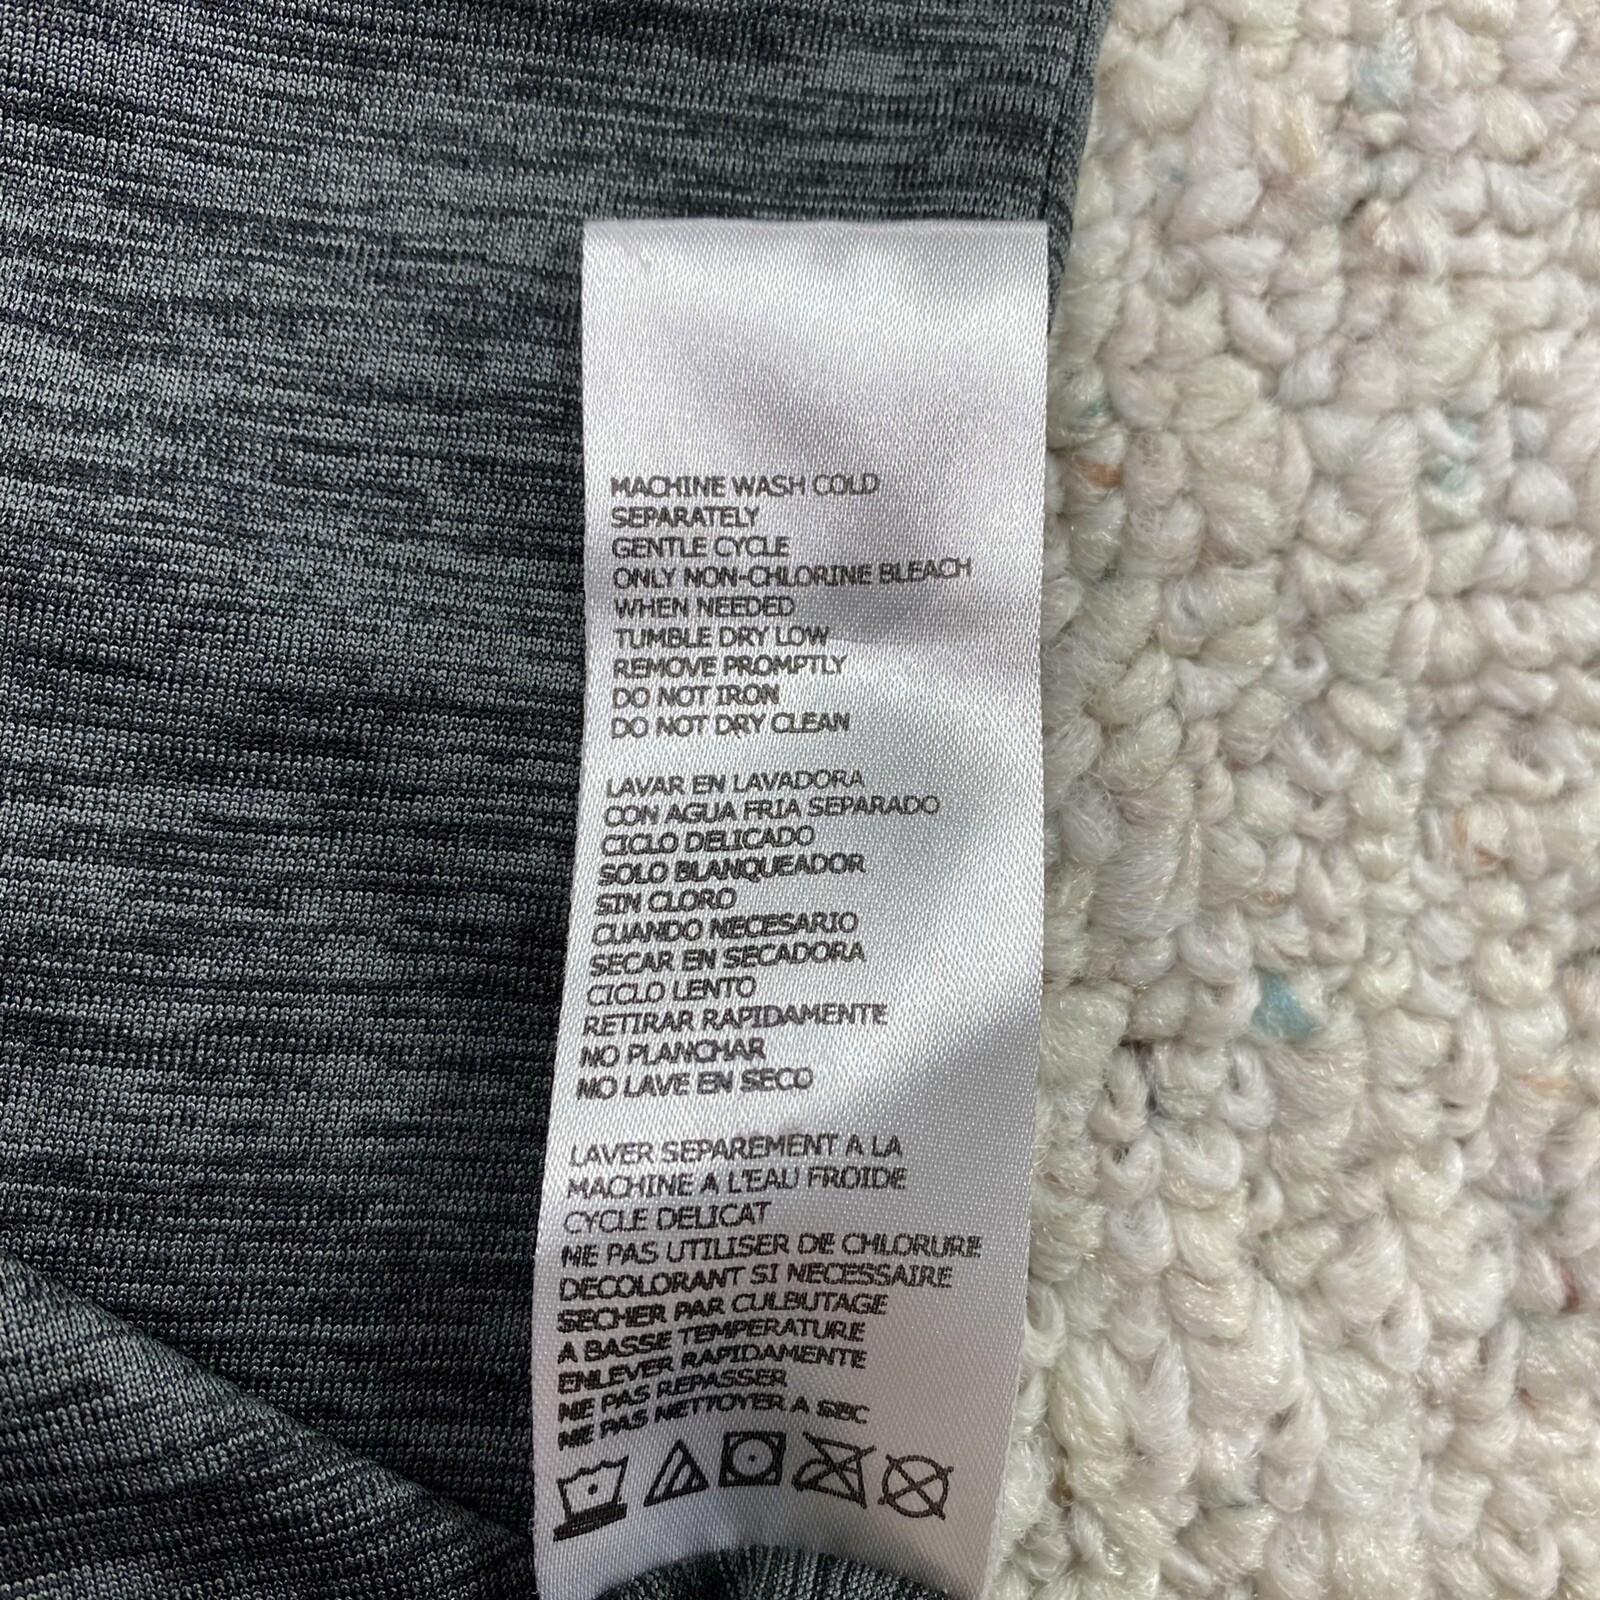 MACHINE WASH COLD
SEPARATELY
GENTLE CYCLE
ONLY NON-CHLORINE BLEACH
WHEN NEEDED
TUMBLE DRY LOW
REMOVE PROMPTLY
DO NOT IRON
DO NOT DRY CLEAN
LAVAR EN LAVADORA
CON AGUA FRIA SEPARADO
CICLO DELICADO
SOLO BLANQUEADOR
SIN CLORO
CUANDO NECESARIO
SECAR EN SECADORA
CICLO LENTO
RETIRAR RAPIDAMENTE
NO PLANCHAR
NO LAVE EN SECO
LAVER SEPAREMENT A LA
MACHINE A L'EAU FROIDE
CYCLE DELICAT
NE PAS UTILISER DE CHLORURE
DECOLORANT SI NECESSAIRE
SECHER PAR CULBUTAGE
A BASSE TEMPERATURE
ENLEVER RAPIDAMENTE
NE PAS REPASSER
NE PAS NETTOYER A SEC